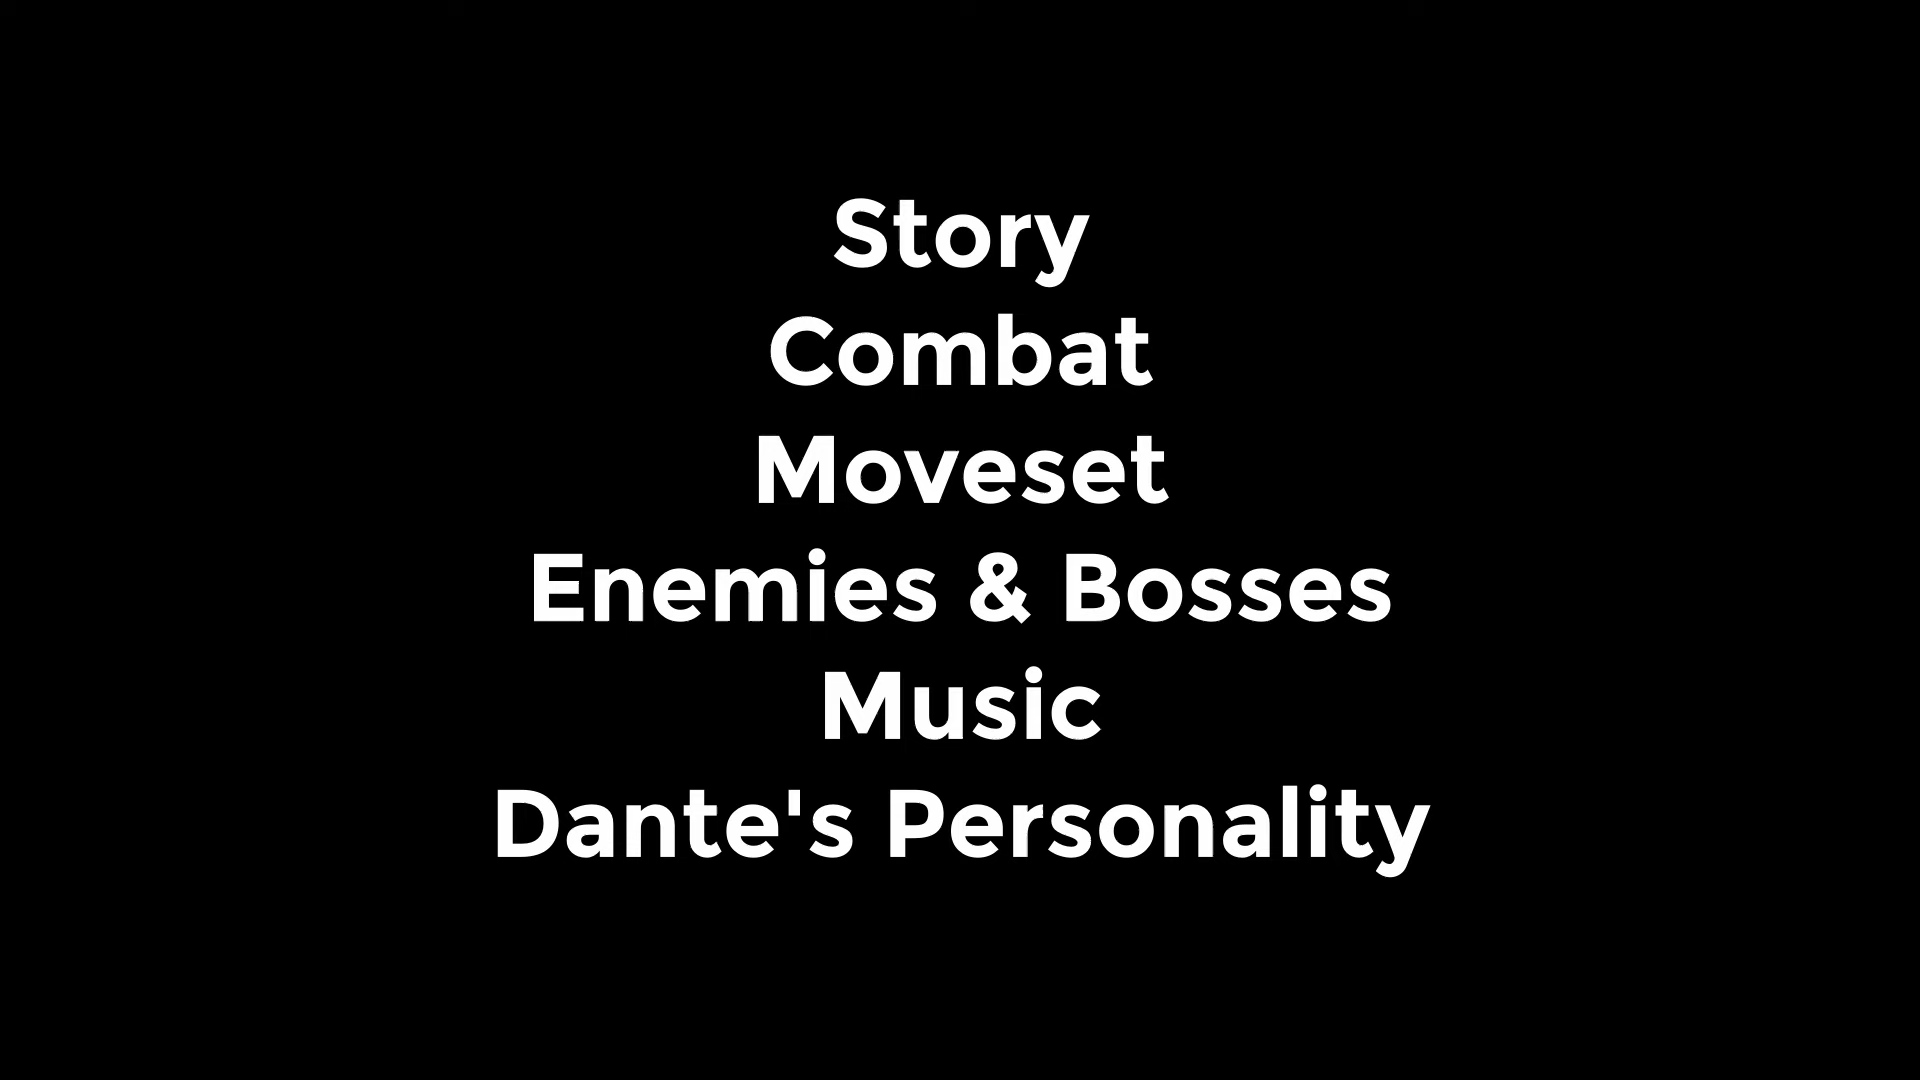 Story
Combat
Moveset
Enemies & Bosses
Music
Dante's Personality